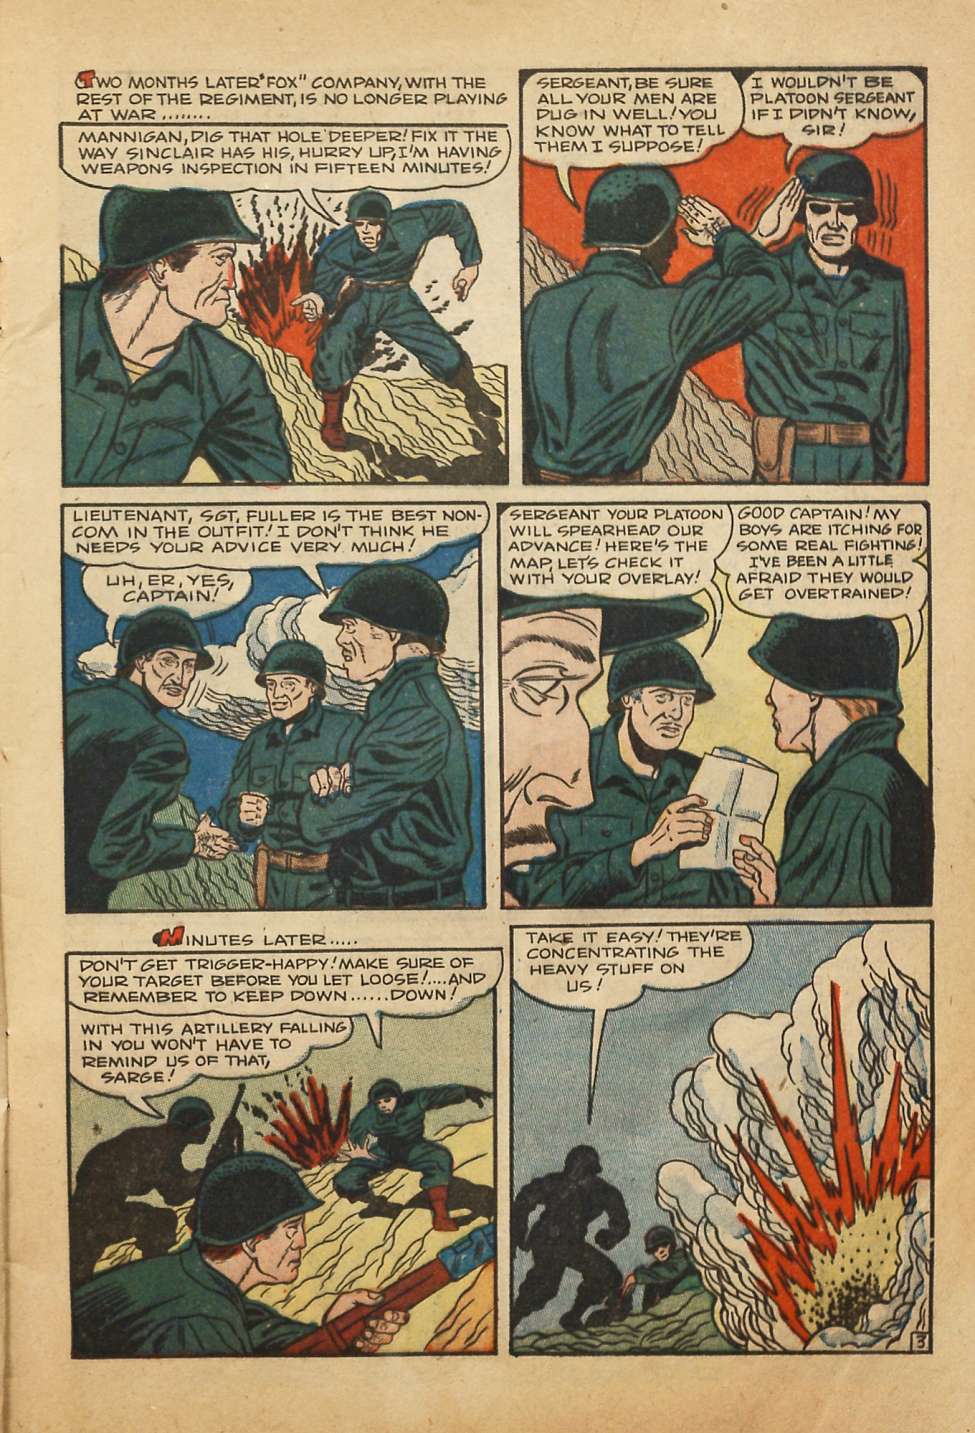 TWO MONTHS LATER "FOX" COMPANY, WITH THE
REST OF THE REGIMENT, IS NO LONGER PLAYING
AT WAR ........
MANNIGAN, DIG THAT HOLE DEEPER! FIX IT THE
WAY SINCLAIR HAS HIS, HURRY UP, I'M HAVING
WEAPONS INSPECTION IN FIFTEEN MINUTES!
SERGEANT, BE SURE
ALL YOUR MEN ARE
DUG IN WELL! YOU
KNOW WHAT TO TELL
THEM I SUPPOSE!
I WOULDN'T BE
PLATOON SERGEANT
IF I DIDN'T KNOW,
SIR!
LIEUTENANT, SGT, FULLER IS THE BEST NON-
COM IN THE OUTFIT! I DON'T THINK HE
NEEDS YOUR ADVICE VERY MUCH!
UH, ER, YES,
CAPTAIN!
SERGEANT YOUR PLATOON
WILL SPEARHEAD OUR
ADVANCE! HERE'S THE
MAP, LET'S CHECK IT
WITH YOUR OVERLAY!
GOOD CAPTAIN! MY
BOYS ARE ITCHING FOR
SOME REAL FIGHTING!
I'VE BEEN A LITTLE
AFRAID THEY WOULD
GET OVERTRAINED!
MINUTES LATER.....
DON'T GET TRIGGER-HAPPY! MAKE SURE OF
YOUR TARGET BEFORE YOU LET LOOSE!....AND
REMEMBER TO KEEP DOWN......DOWN!
WITH THIS ARTILLERY FALLING
IN YOU WON'T HAVE TO
REMIND US OF THAT,
SARGE!
TAKE IT EASY! THEY'RE
CONCENTRATING THE
HEAVY STUFF ON
US!
3